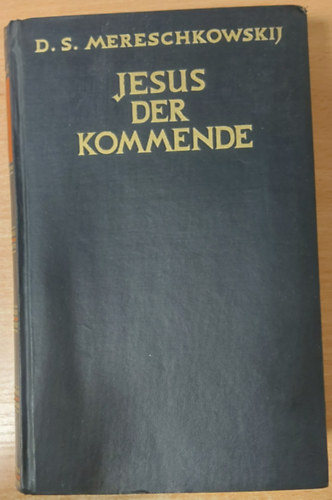 D. S. MERESCHKOWSKIJ
JESUS
DER
KOMMENDE